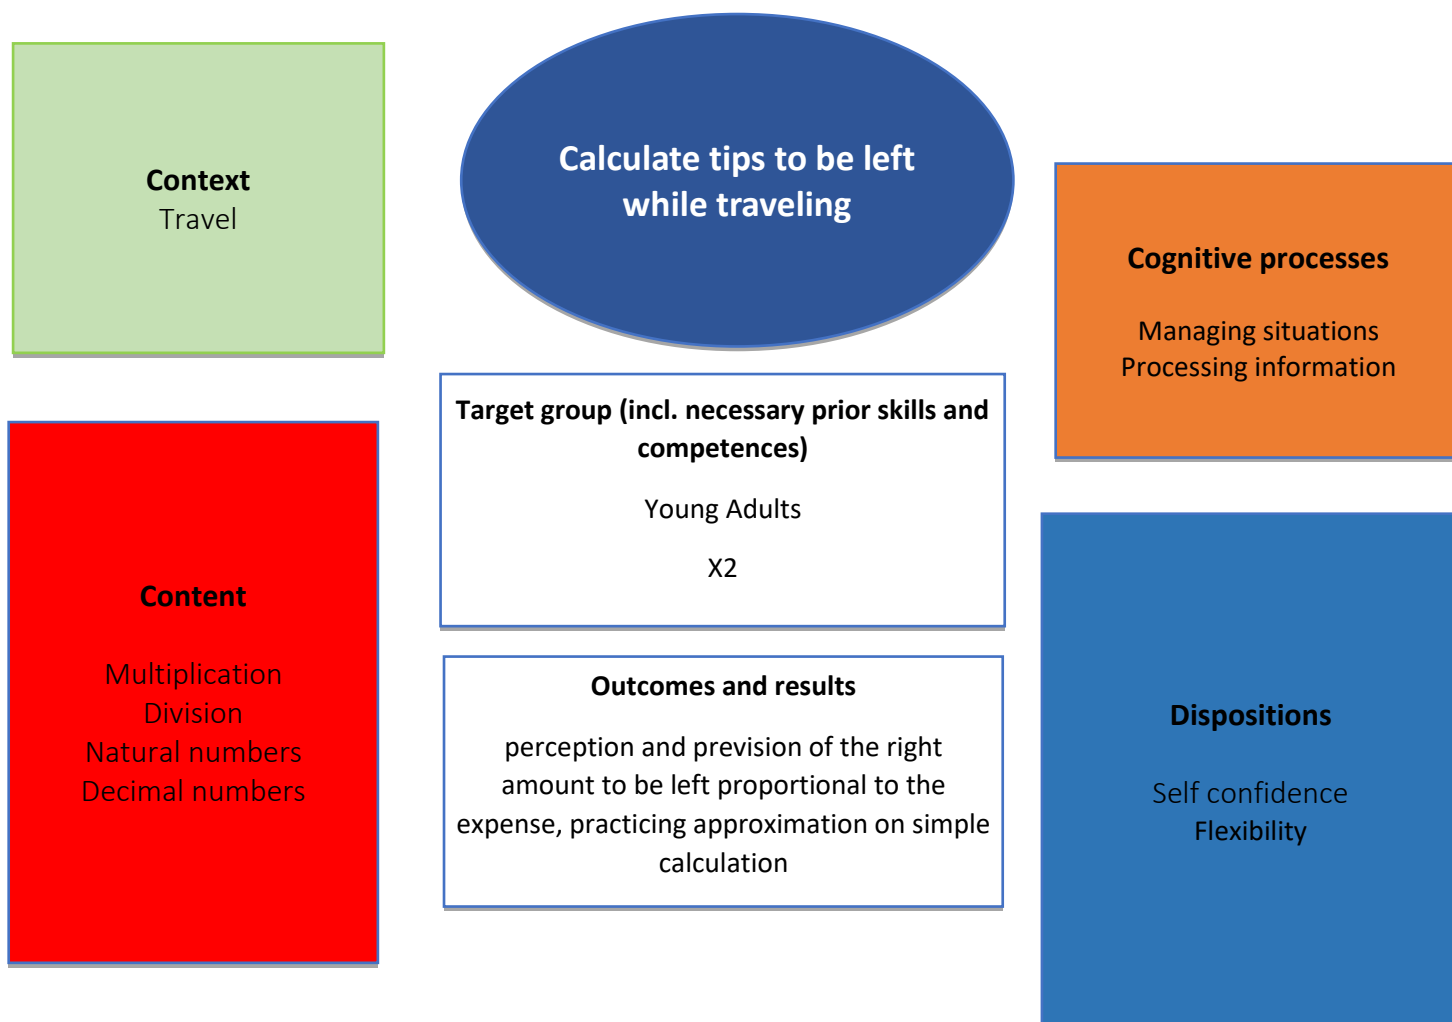 Calculate tips to be left
while traveling
Context
Travel
Cognitive processes
Managing situations
Processing information
Target group (incl. necessary prior skills and
competences)
Young Adults
X2
Content
Multiplication
Division
Natural numbers
Decimal numbers
Outcomes and results
perception and prevision of the right
amount to be left proportional to the
expense, practicing approximation on simple
calculation
Dispositions
Self confidence
Flexibility